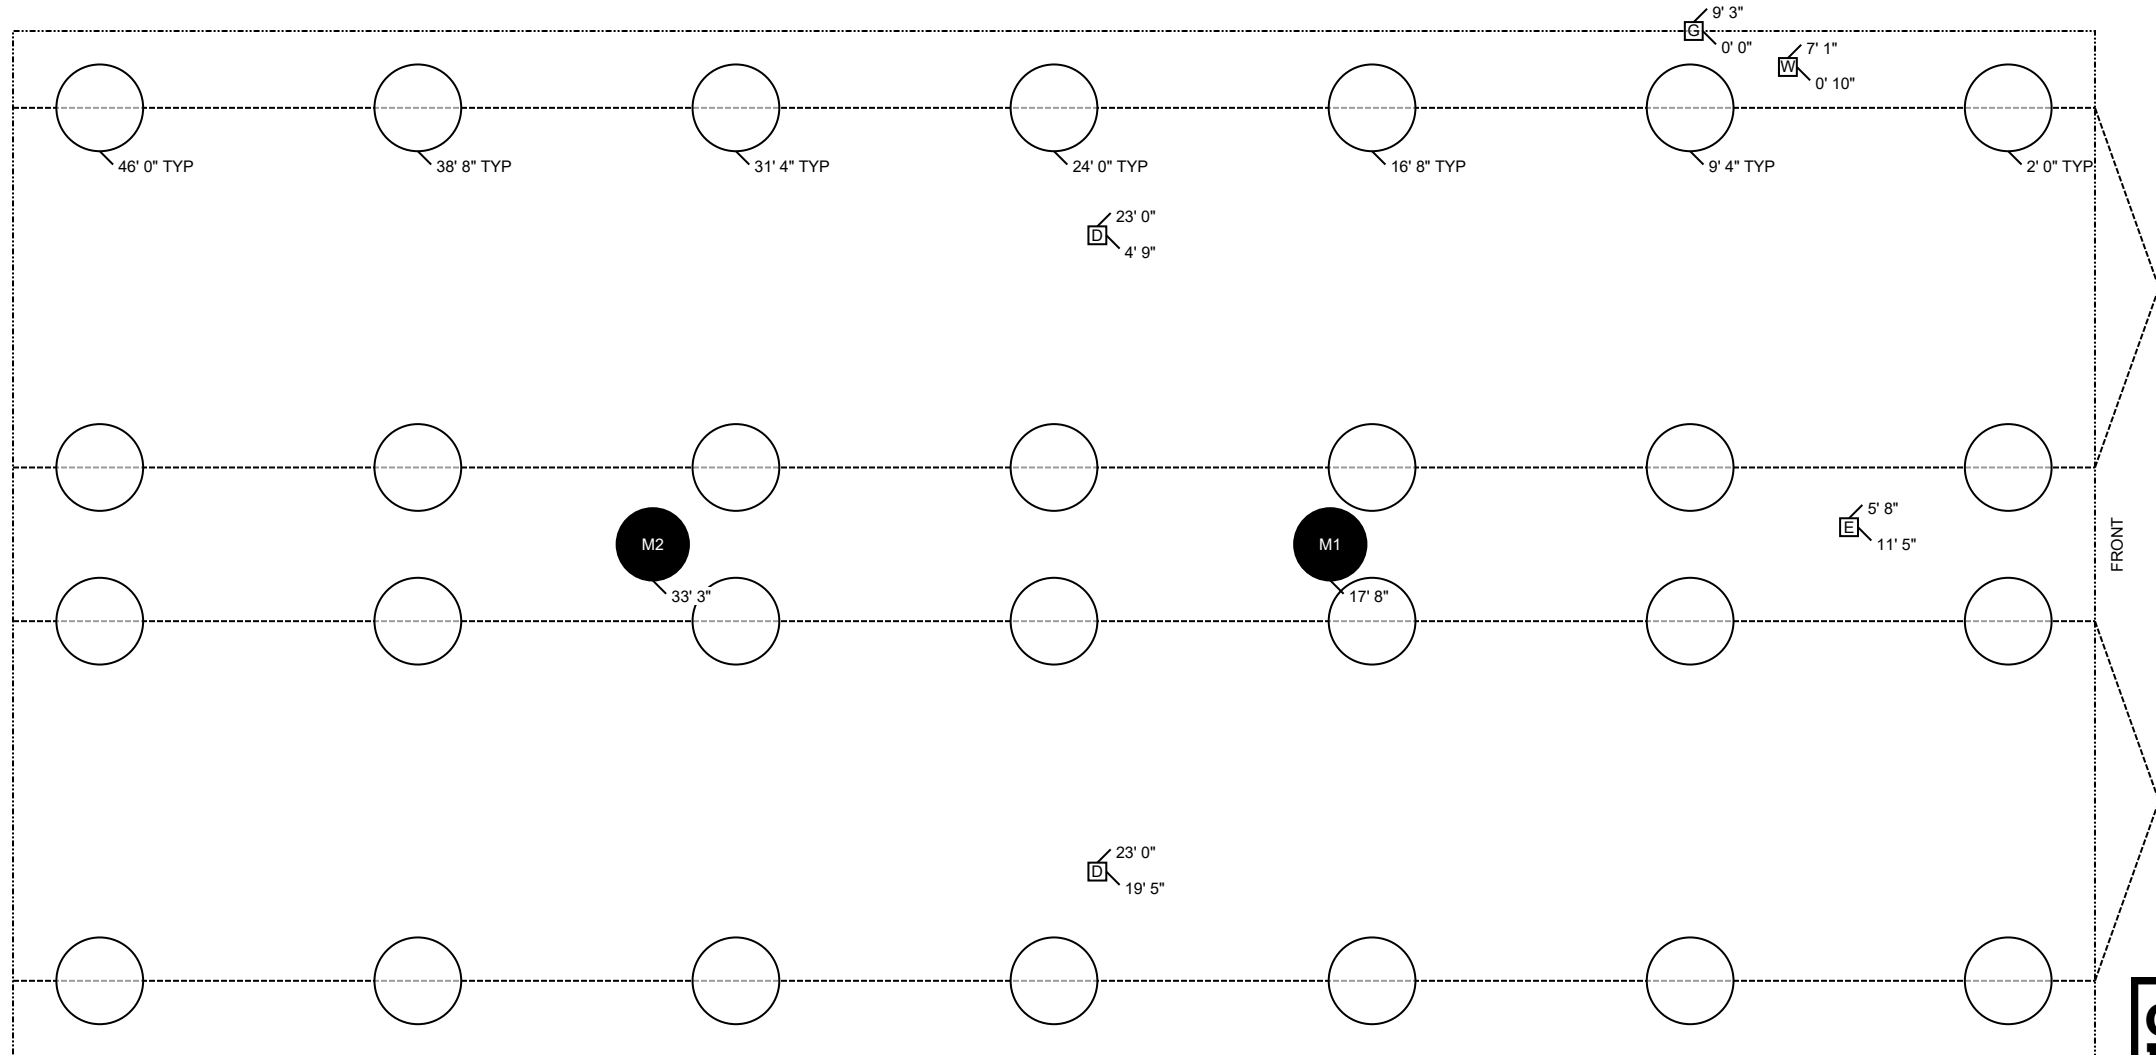 9' 3"
G
0' 0"
7' 1"
W
0' 10"
46' 0" TYP
38' 8" TYP
31' 4" TYP
24' 0" TYP
16' 8" TYP
9' 4" TYP
2' 0" TYP
23' 0"
D
4' 9"
5' 8"
E
11' 5"
FRONT
M2
M1
33' 3"
17' 8"
23' 0"
D
19' 5"